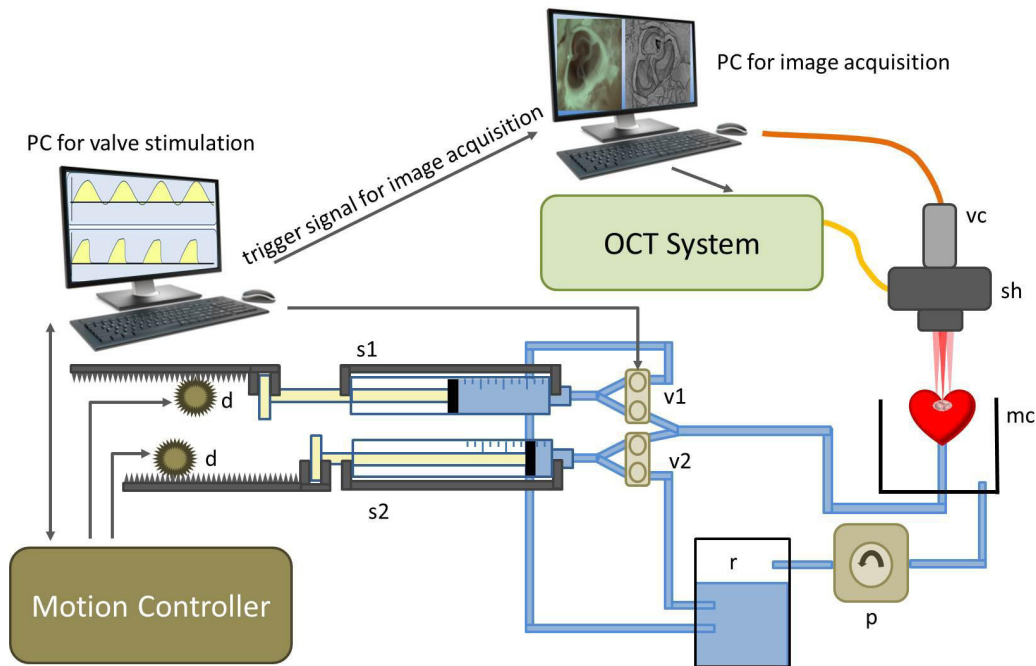 PC for image acquisition
PC for valve stimulation
trigger signal for image acquisition
vc
OCT System
sh
s1
d
v1
mc
d
v2
s2
r
Motion Controller
p